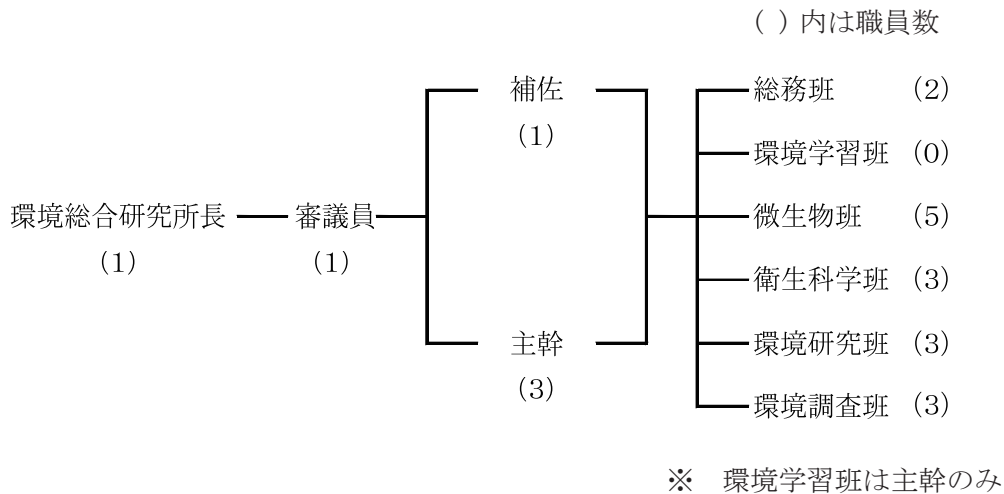 ( ) 内は職員数
補佐
(1)
総務班 (2)
環境学習班 (0)
環境総合研究所長
(1)
審議員
(1)
微生物班 (5)
衛生科学班 (3)
主幹
(3)
環境研究班 (3)
環境調査班 (3)
※ 環境学習班は主幹のみ